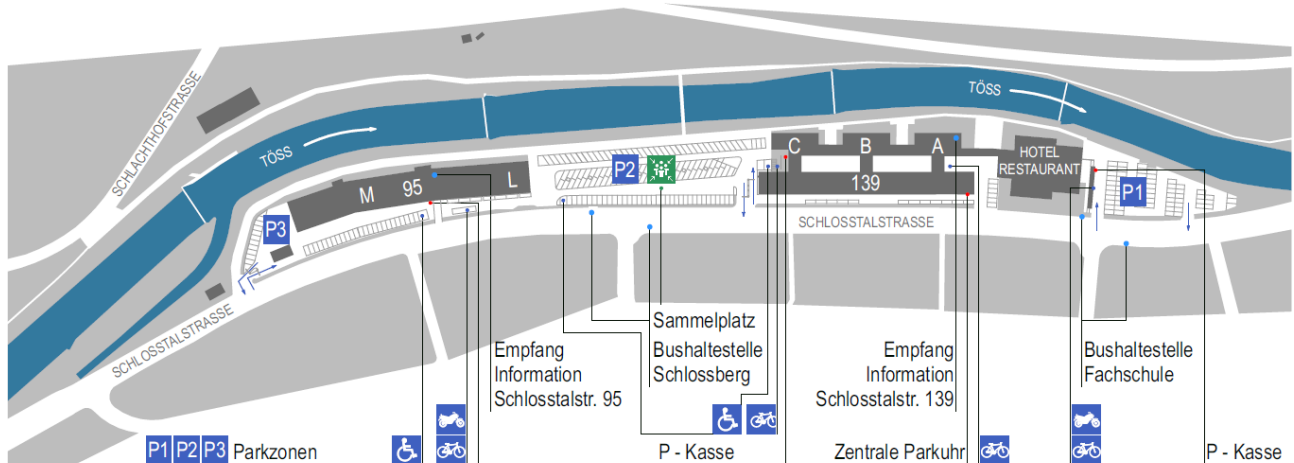 SCHLACHTHOFSTRASSE
TÖSS
TÖSS
M 95 L
P3
P2
C B A
139
HOTEL
RESTAURANT
P1
SCHLOSSTALSTRASSE
SCHLOSSTALSTRASSE
Sammelplatz
Empfang
Information
Schlosstalstr. 95
Bushaltestelle
Schlossberg
Empfang
Information
Schlosstalstr. 139
Bushaltestelle
Fachschule
P1 P2 P3 Parkzonen
P - Kasse
Zentrale Parkuhr
P - Kasse